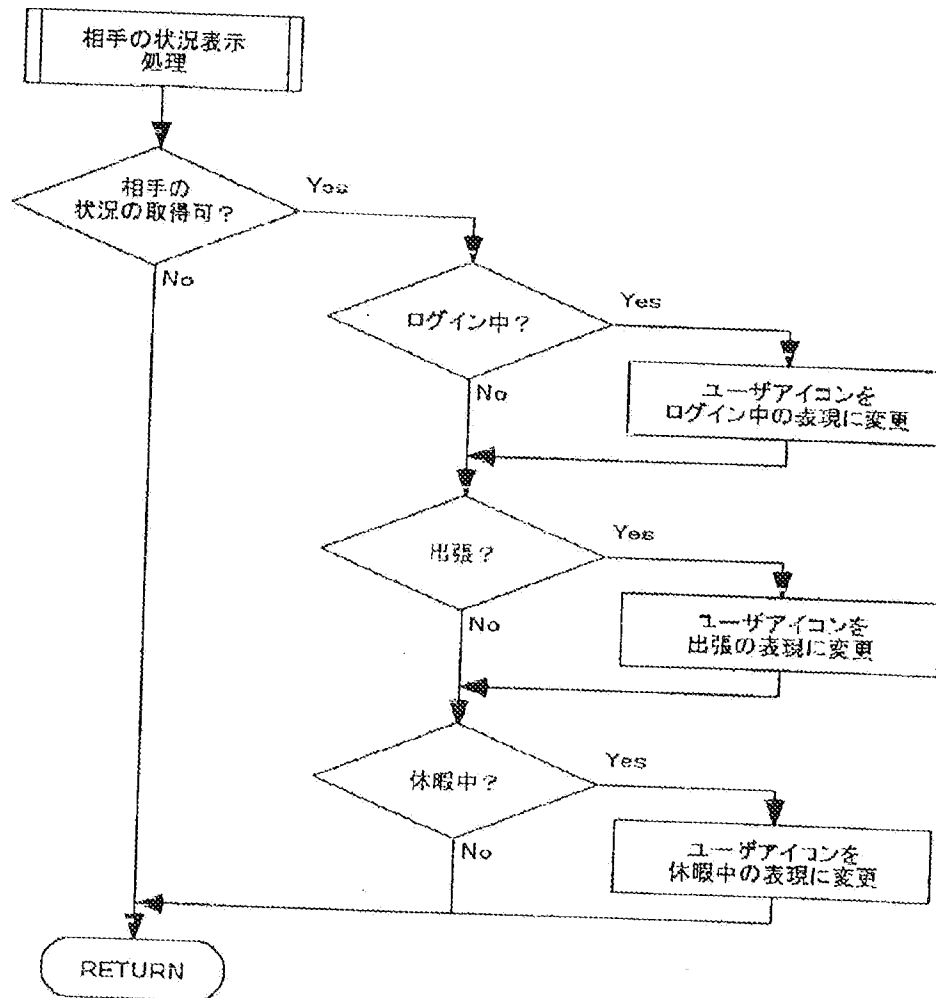 相手の状況表示
処理
相手の
状況の取得可？
Yes
No
ログイン中？
Yes
No
ユーザアイコンを
ログイン中の表現に変更
出張？
Yes
No
ユーザアイコンを
出張の表現に変更
休暇中？
Yes
No
ユーザアイコンを
休暇中の表現に変更
RETURN